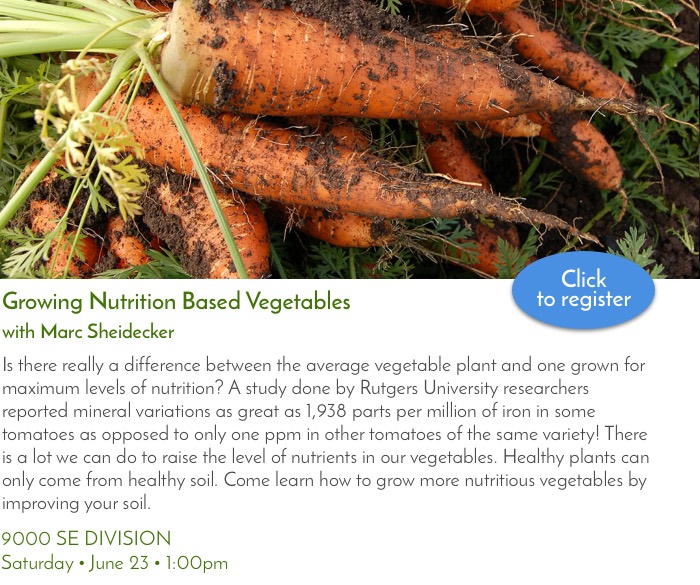 Click
to register
Growing Nutrition Based Vegetables
with Marc Sheidecker
Is there really a difference between the average vegetable plant and one grown for
maximum levels of nutrition? A study done by Rutgers University researchers
reported mineral variations as great as 1,938 parts per million of iron in some
tomatoes as opposed to only one ppm in other tomatoes of the same variety! There
is a lot we can do to raise the level of nutrients in our vegetables. Healthy plants can
only come from healthy soil. Come learn how to grow more nutritious vegetables by
improving your soil.
9000 SE DIVISION
Saturday • June 23 • 1:00pm